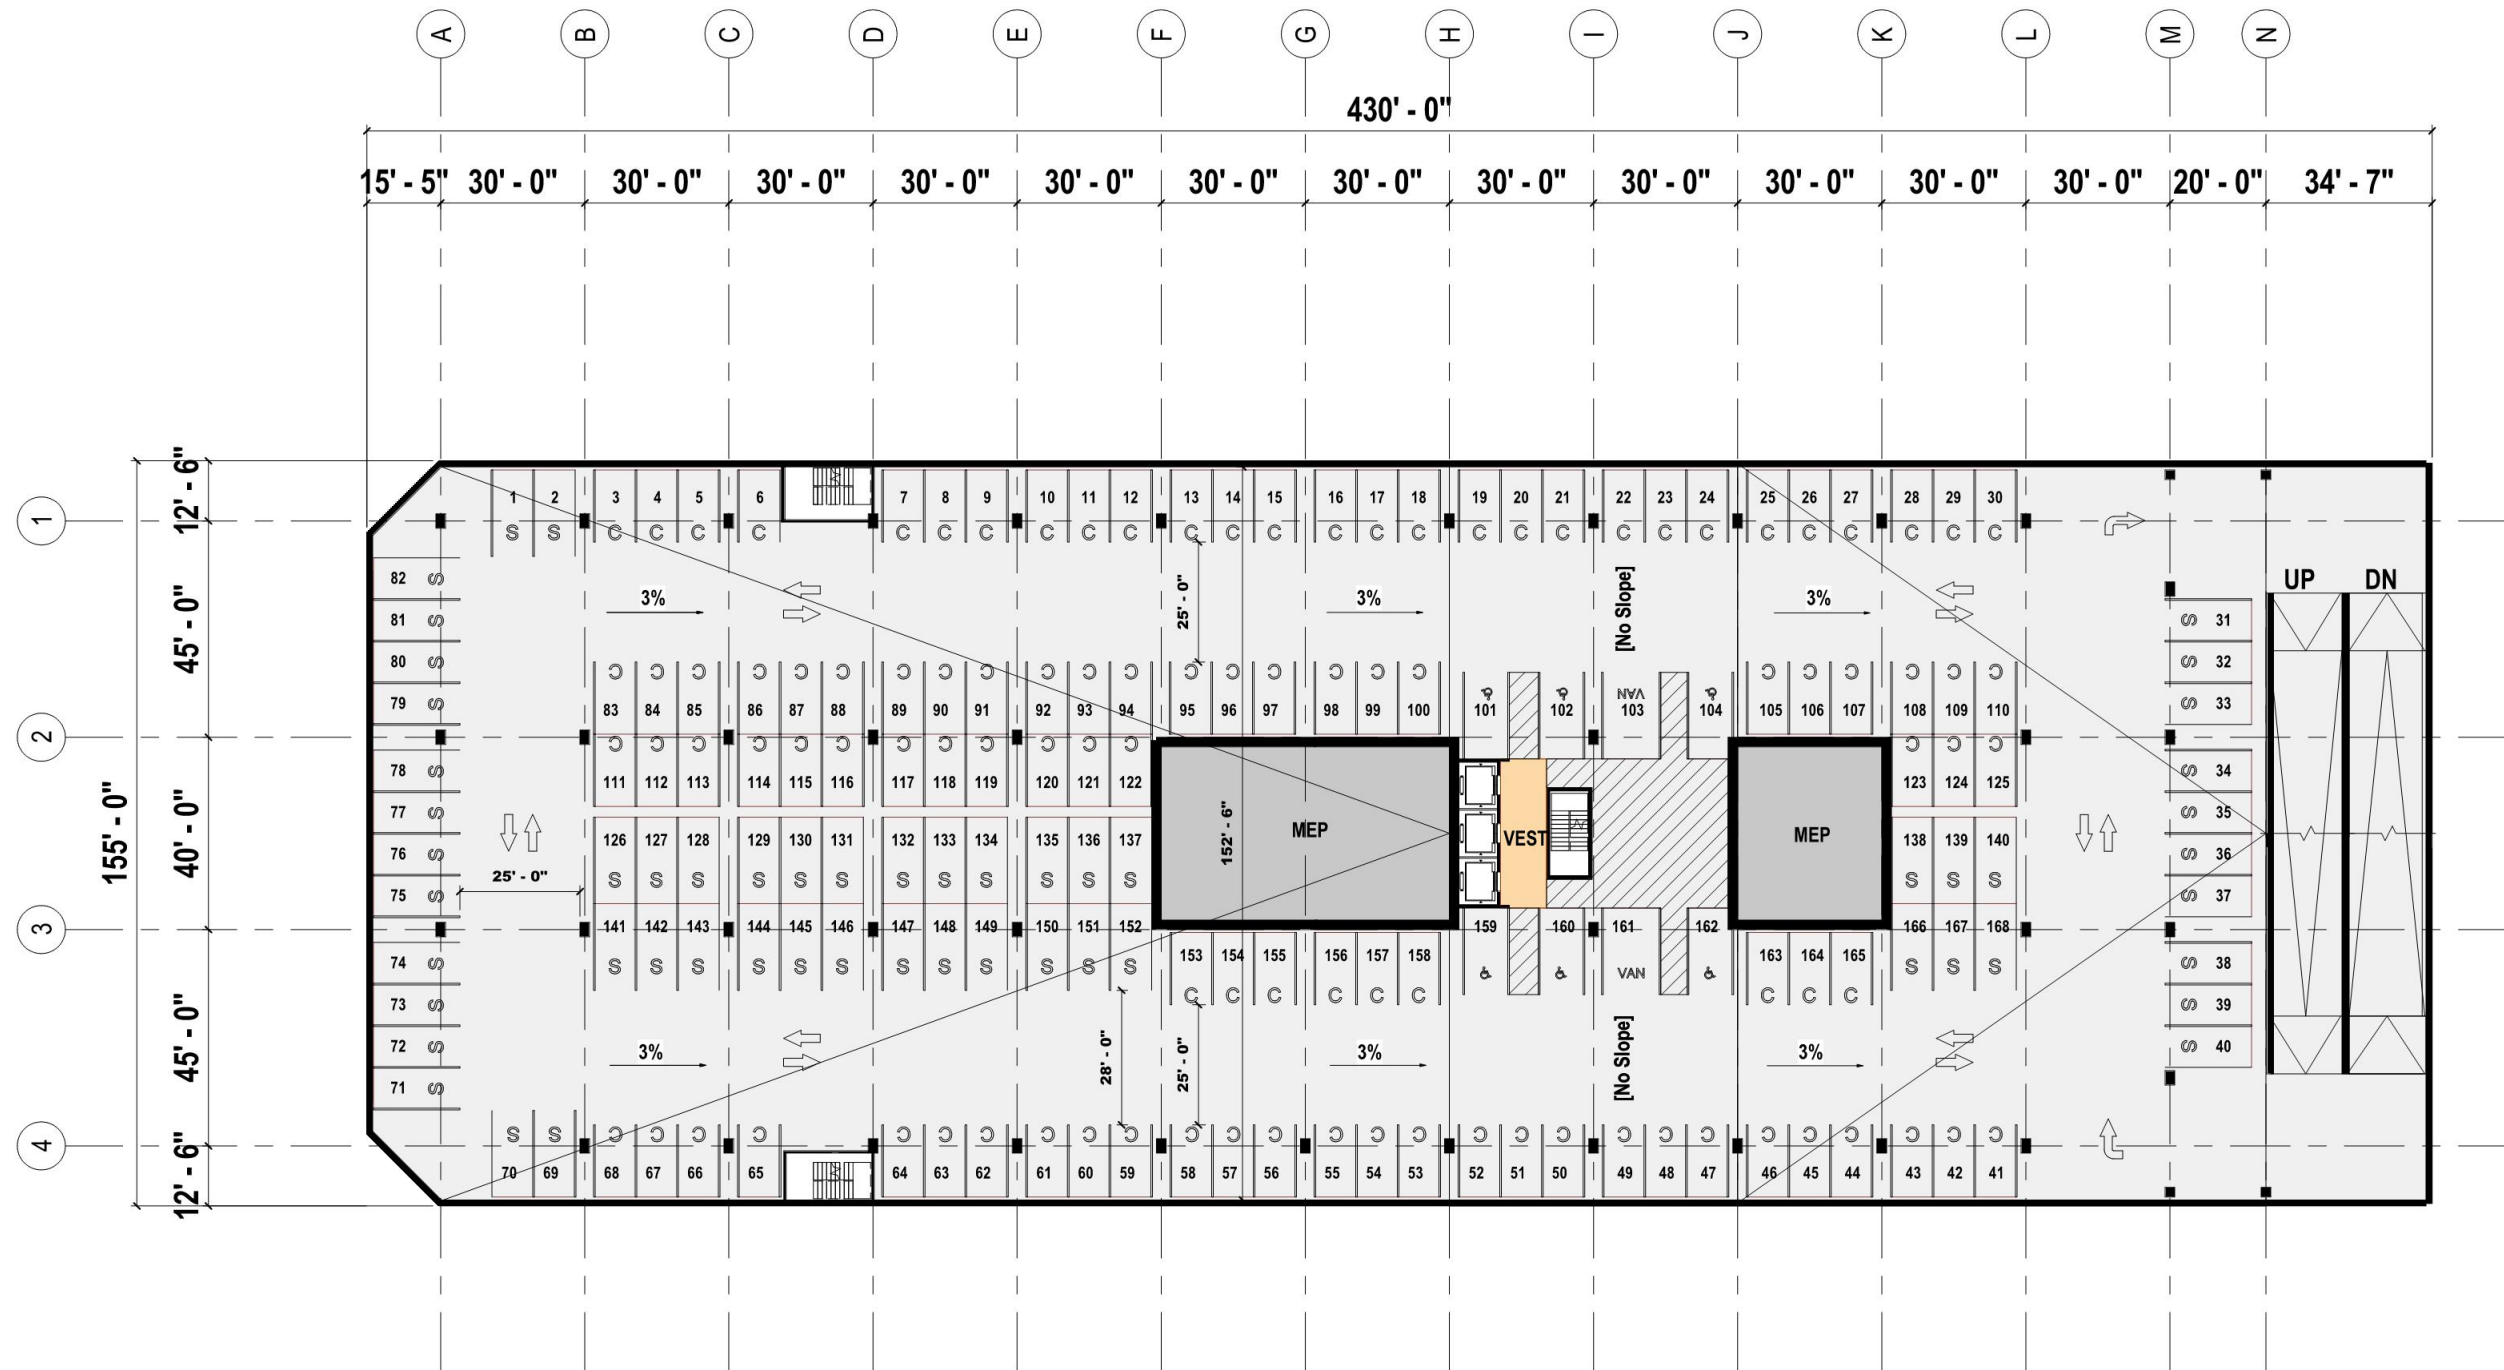 A B C D E F G H I J K L M N
430' - 0"
15' - 5" 30' - 0" 30' - 0" 30' - 0" 30' - 0" 30' - 0" 30' - 0" 30' - 0" 30' - 0" 30' - 0" 30' - 0" 30' - 0" 30' - 0" 20' - 0" 34' - 7"
12' - 6"
1
1 2 3 4 5 6 7 8 9 10 11 12 13 14 15 16 17 18 19 20 21 22 23 24 25 26 27 28 29 30
S S C C C C C C C C C C C C C C C C C C C C C C C C C C C C
82 S
UP DN
45' - 0"
3% 25' - 0" 3% [No Slope] 3%
81 S S 31
80 S S 32
C C C C C C C C C C C C C C C C C C C C C C C C
VAN
79 S 83 84 85 86 87 88 89 90 91 92 93 94 95 96 97 98 99 100 101 102 103 104 105 106 107 108 109 110 S 33
2
C C C C C C C C C C C C C C C
78 S 111 112 113 114 115 116 117 118 119 120 121 122 123 124 125 S 34
77 S S 35
155' - 0" 40' - 0" 152' - 6" MEP VEST MEP
126 127 128 129 130 131 132 133 134 135 136 137 138 139 140
76 S S 36
25' - 0" S S S S S S S S S S S S S S S
75 S S 37
3
141 142 143 144 145 146 147 148 149 150 151 152 159 160 161 162 166 167 168
153 154 155 156 157 158 163 164 165
74 S S S S S S S S S S S S S VAN S S S S 38
C C C C C C C C C
73 S S 39
45' - 0"
72 S S 40
3% 28' - 0" 25' - 0" 3% [No Slope] 3%
71 S
S S C C C C C C C C C C C C C C C C C C C C C C C C C C C C
4
70 69 68 67 66 65 64 63 62 61 60 59 58 57 56 55 54 53 52 51 50 49 48 47 46 45 44 43 42 41
12' - 6"